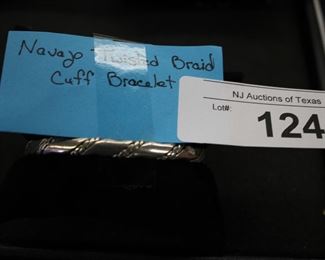 Navajo Twisted Braid
Cuff Bracelet
NJ Auctions of Texas
Lot#:
124